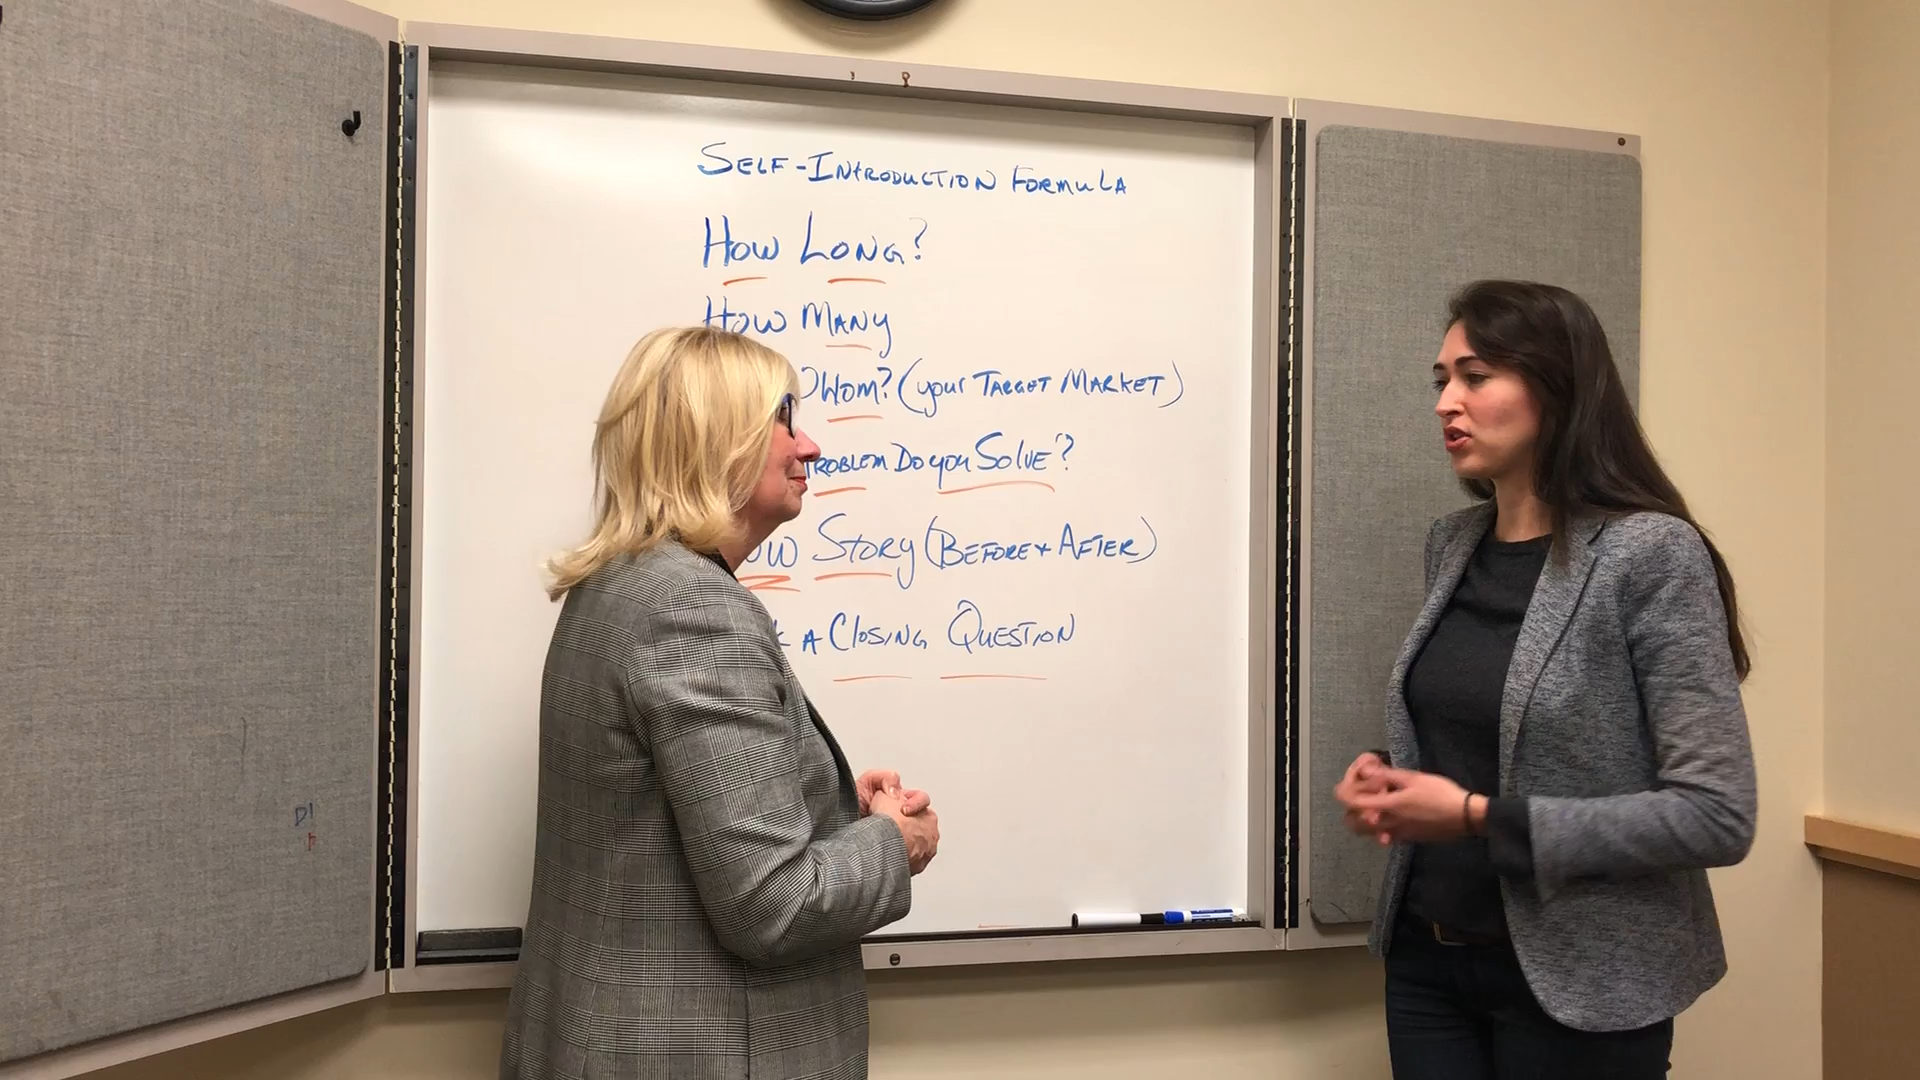 SELF-INTRODUCTION FORMULA
HOW LONG?
HOW MANY
WHOM? (your TARGET MARKET)
PROBLEM DO you SOLVE?
STORY (BEFORE + AFTER)
A CLOSING QUESTION